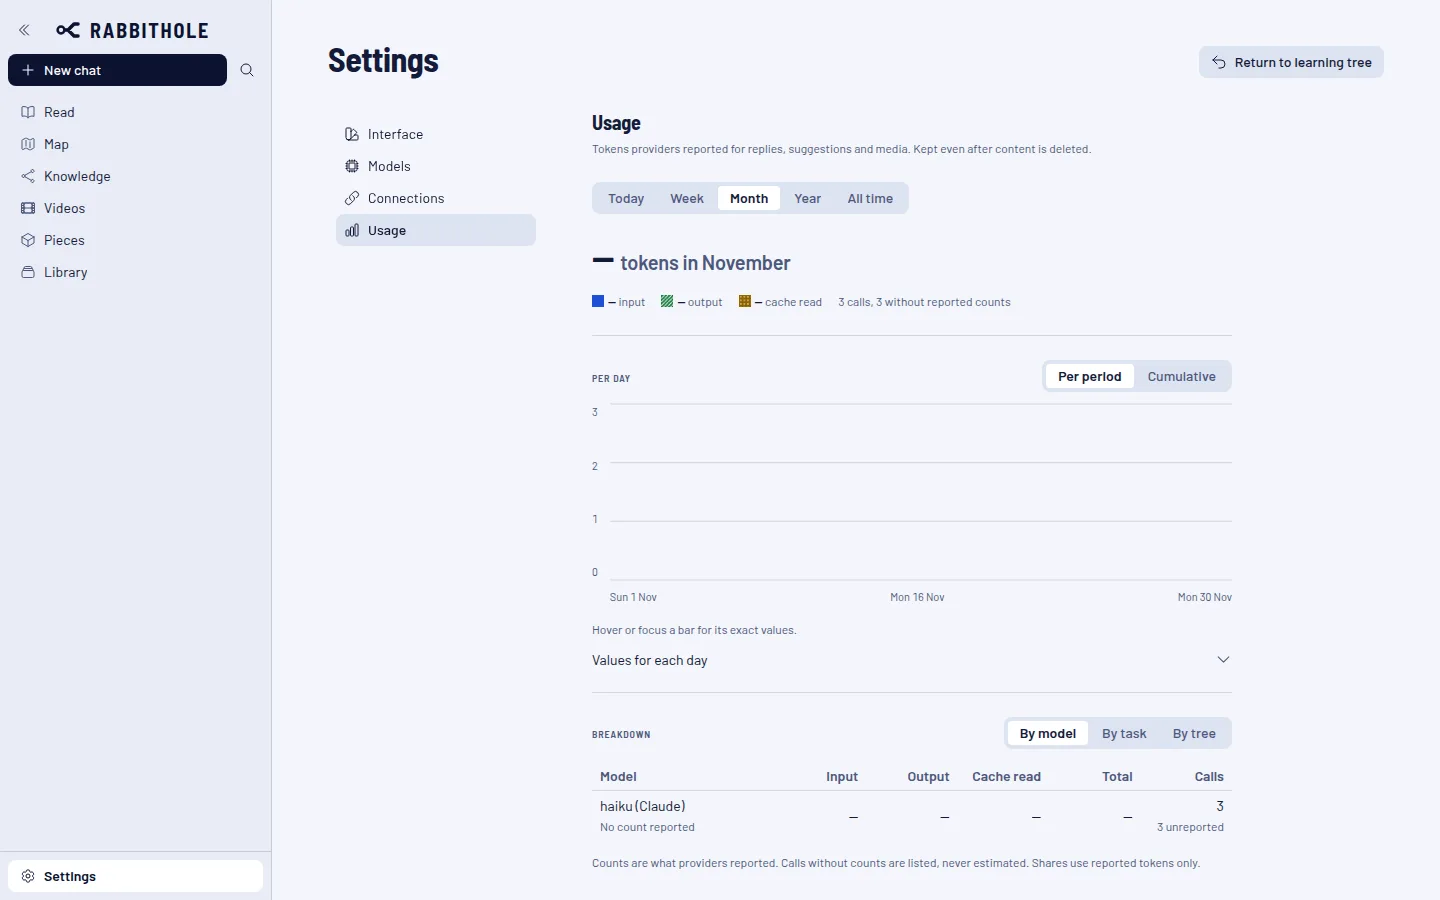 RABBITHOLE
New chat
Read
Map
Knowledge
Videos
Pieces
Library
Settings
Settings
Return to learning tree
Interface
Models
Connections
Usage
Usage
Tokens providers reported for replies, suggestions and media. Kept even after content is deleted.
Today Week Month Year All time
— tokens in November
— input — output — cache read 3 calls, 3 without reported counts
PER DAY
Per period Cumulative
3
2
1
0
Sun 1 Nov Mon 16 Nov Mon 30 Nov
Hover or focus a bar for its exact values.
Values for each day
BREAKDOWN
By model By task By tree
Model Input Output Cache read Total Calls
haiku (Claude) — — — — 3
No count reported 3 unreported
Counts are what providers reported. Calls without counts are listed, never estimated. Shares use reported tokens only.